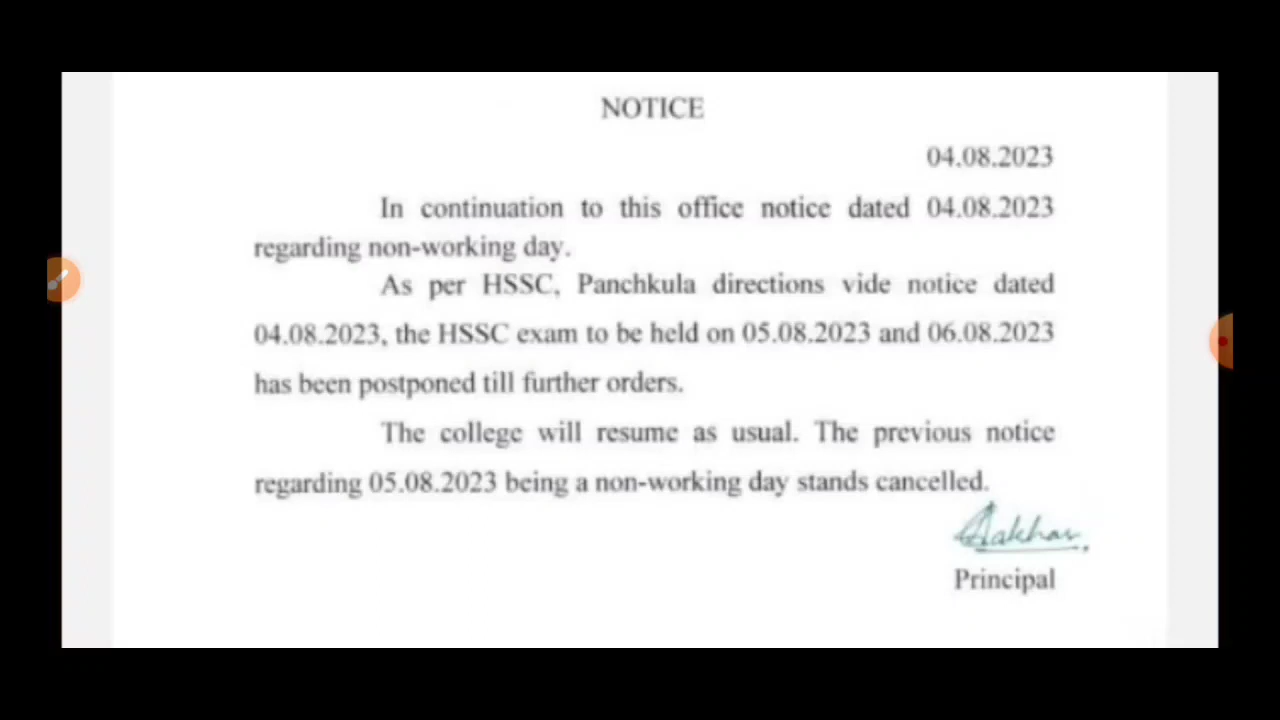 NOTICE
04.08.2023
In continuation to this office notice dated 04.08.2023
regarding non-working day.
As per HSSC, Panchkula directions vide notice dated
04.08.2023, the HSSC exam to be held on 05.08.2023 and 06.08.2023
has been postponed till further orders.
The college will resume as usual. The previous notice
regarding 05.08.2023 being a non-working day stands cancelled.
Principal